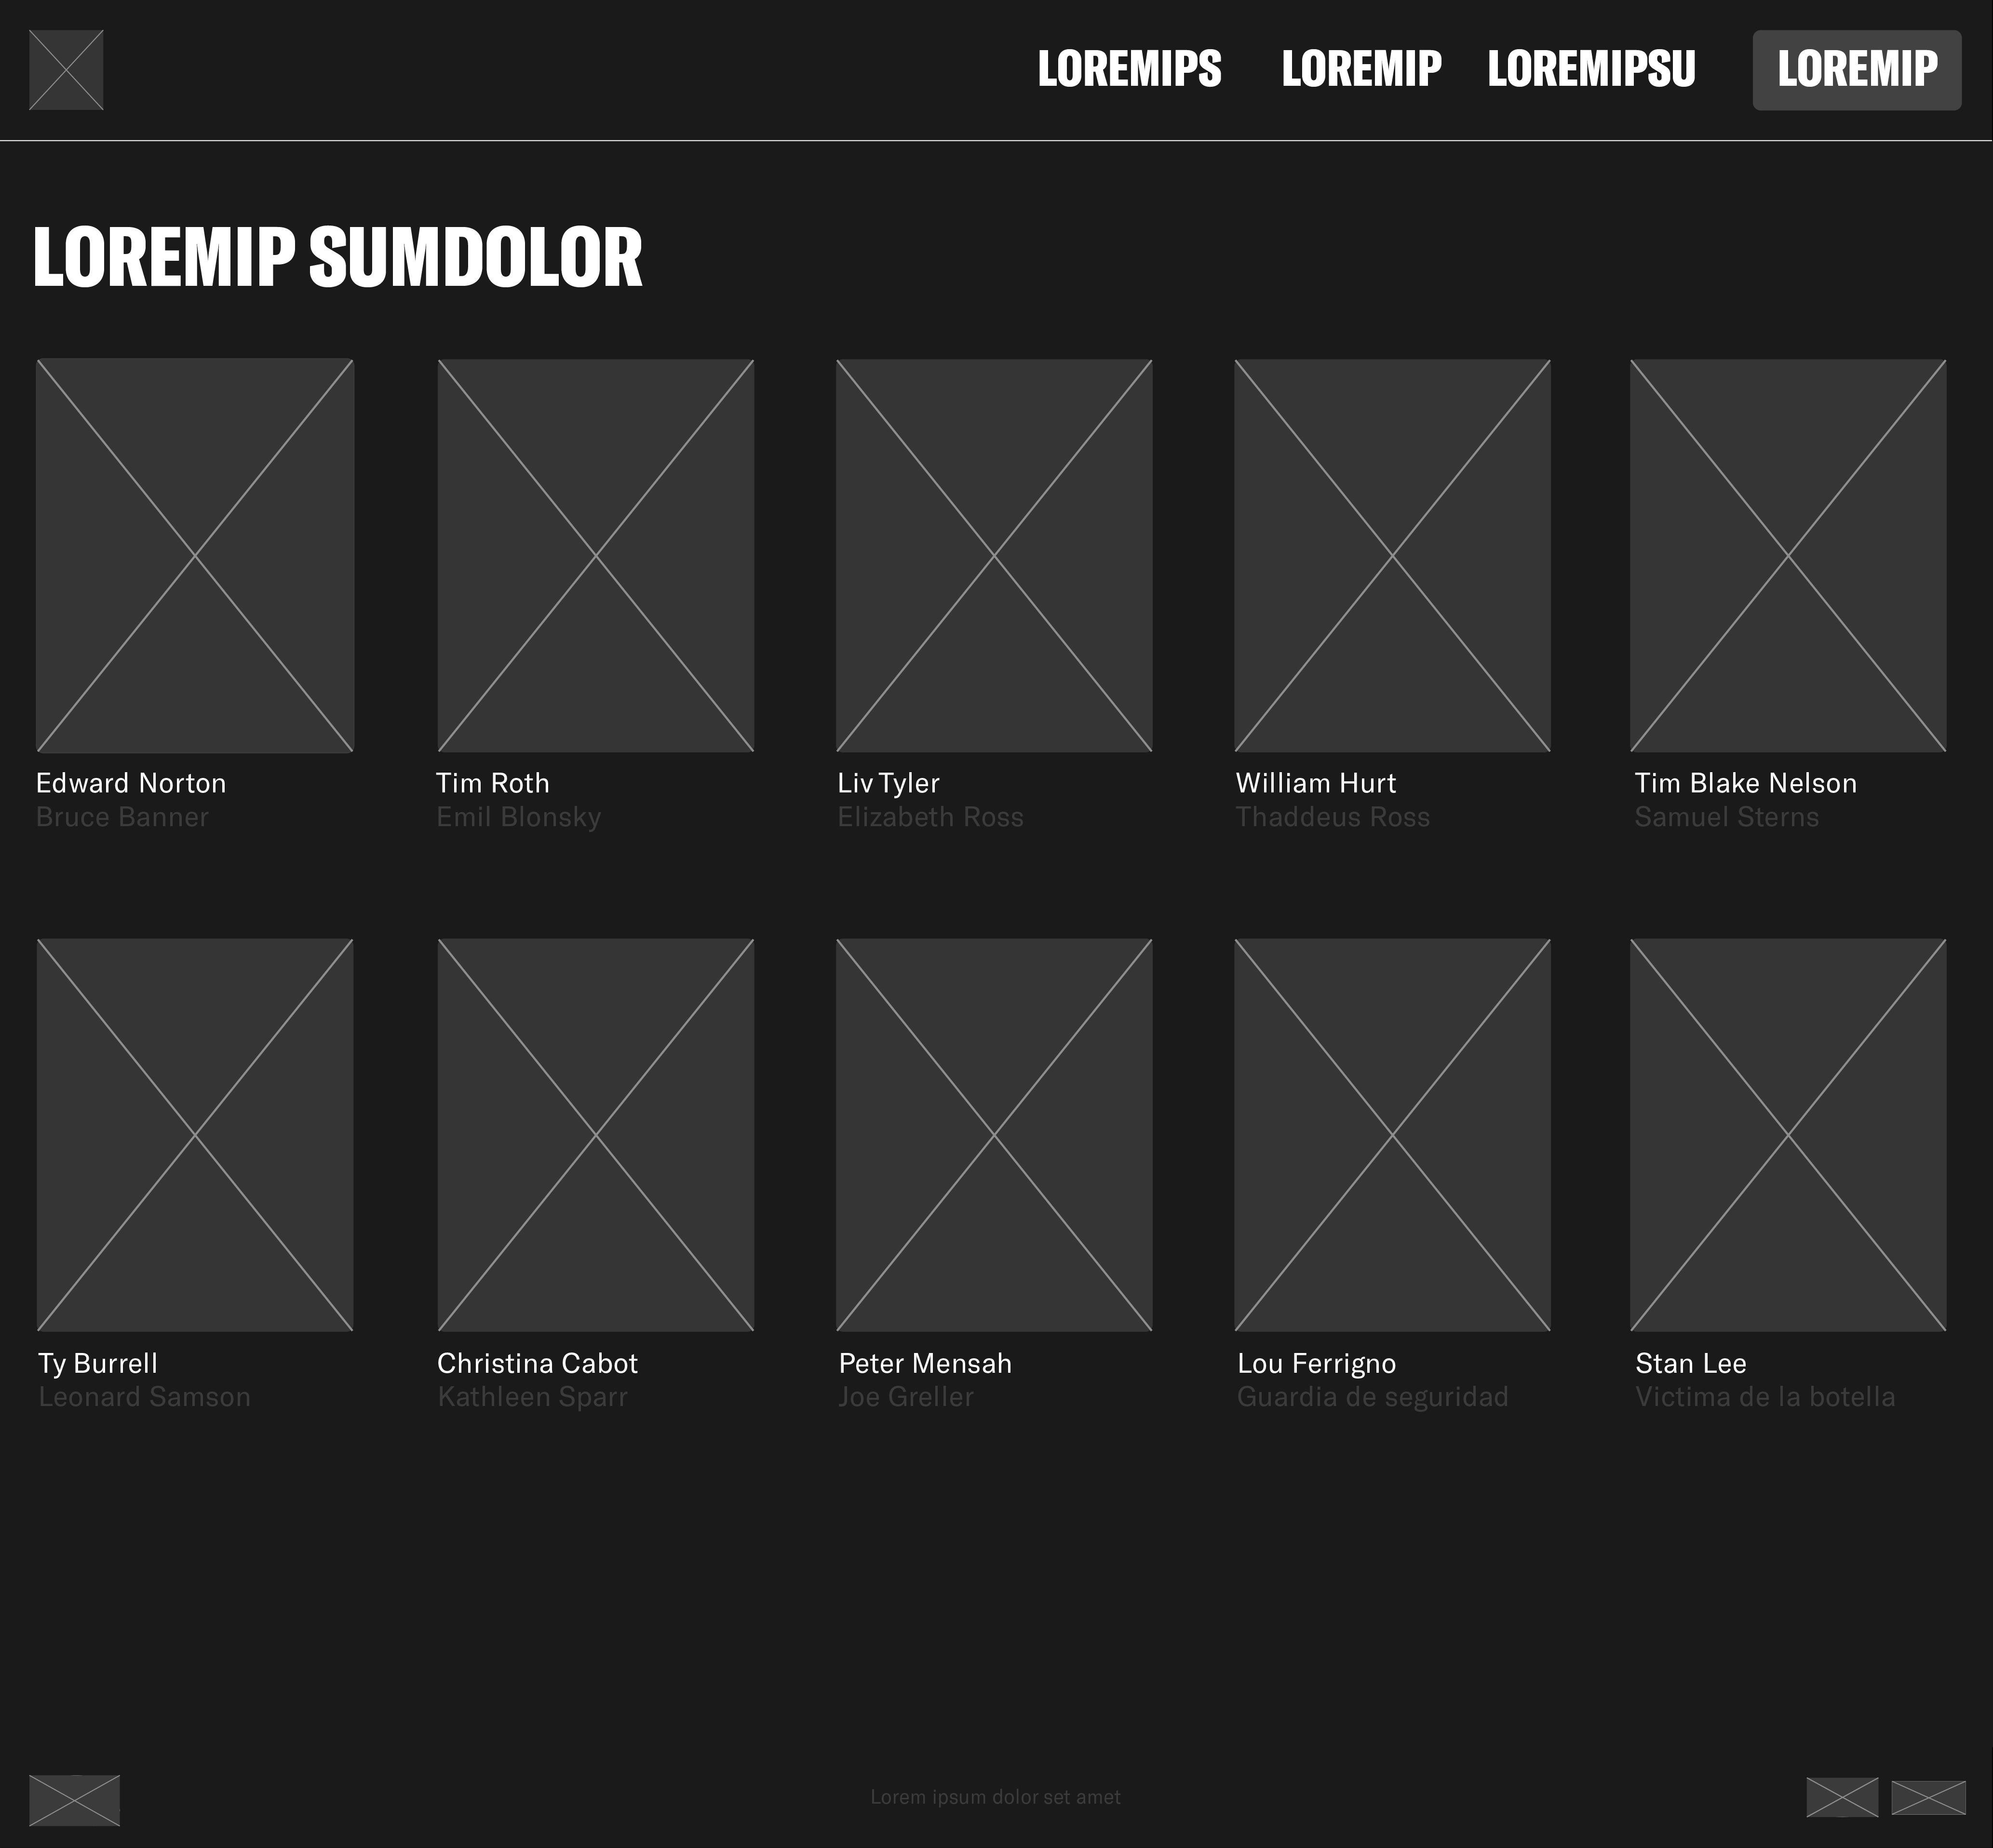 LOREMIPS LOREMIP LOREMIPSU LOREMIP
LOREMIP SUMDOLOR
Edward Norton
Bruce Banner
Tim Roth
Emil Blonsky
Liv Tyler
Elizabeth Ross
William Hurt
Thaddeus Ross
Tim Blake Nelson
Samuel Sterns
Ty Burrell
Leonard Samson
Christina Cabot
Kathleen Sparr
Peter Mensah
Joe Greller
Lou Ferrigno
Guardia de seguridad
Stan Lee
Victima de la botella
Lorem ipsum dolor set amet